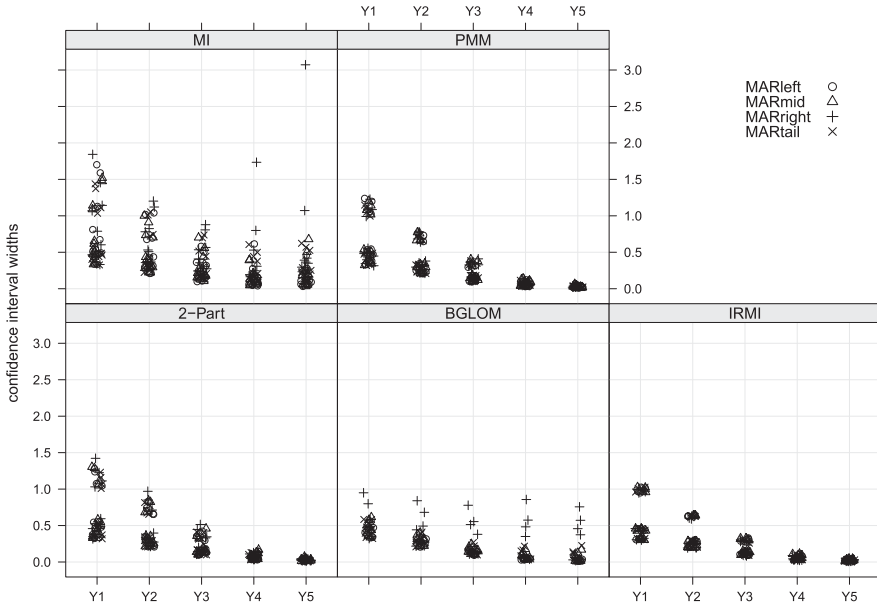 Y1 Y2 Y3 Y4 Y5
MI PMM
3.0
2.5
2.0
1.5
1.0
0.5
0.0
MARleft
MARmid
MARright
MARtail
confidence interval widths
2−Part BGLOM IRMI
3.0
2.5
2.0
1.5
1.0
0.5
0.0
Y1 Y2 Y3 Y4 Y5 Y1 Y2 Y3 Y4 Y5